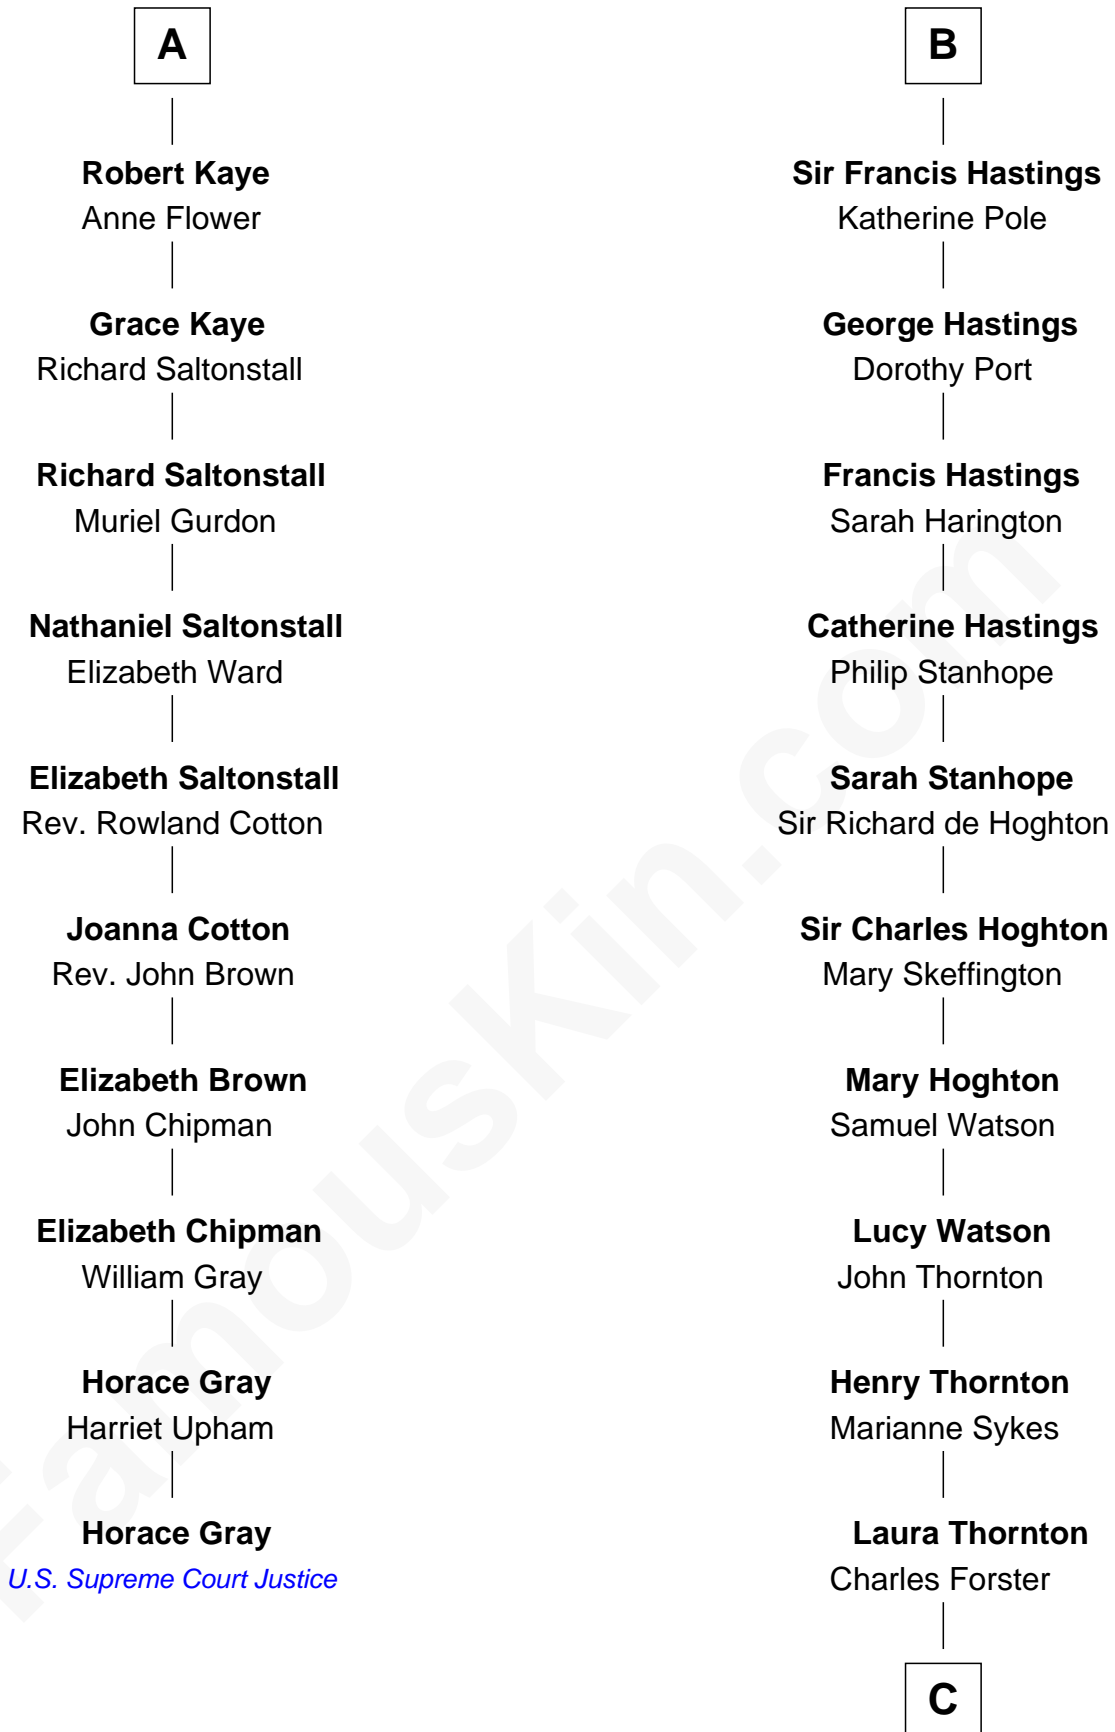 A
Robert Kaye
Anne Flower
Grace Kaye
Richard Saltonstall
Richard Saltonstall
Muriel Gurdon
Nathaniel Saltonstall
Elizabeth Ward
Elizabeth Saltonstall
Rev. Rowland Cotton
Joanna Cotton
Rev. John Brown
Elizabeth Brown
John Chipman
Elizabeth Chipman
William Gray
Horace Gray
Harriet Upham
Horace Gray
U.S. Supreme Court Justice
B
Sir Francis Hastings
Katherine Pole
George Hastings
Dorothy Port
Francis Hastings
Sarah Harington
Catherine Hastings
Philip Stanhope
Sarah Stanhope
Sir Richard de Hoghton
Sir Charles Hoghton
Mary Skeffington
Mary Hoghton
Samuel Watson
Lucy Watson
John Thornton
Henry Thornton
Marianne Sykes
Laura Thornton
Charles Forster
C
FamousKin.com